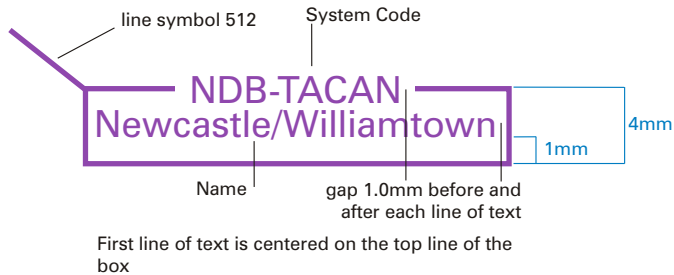 line symbol 512
System Code
NDB-TACAN
Newcastle/Williamtown
4mm
1mm
Name
gap 1.0mm before and
after each line of text
First line of text is centered on the top line of the
box